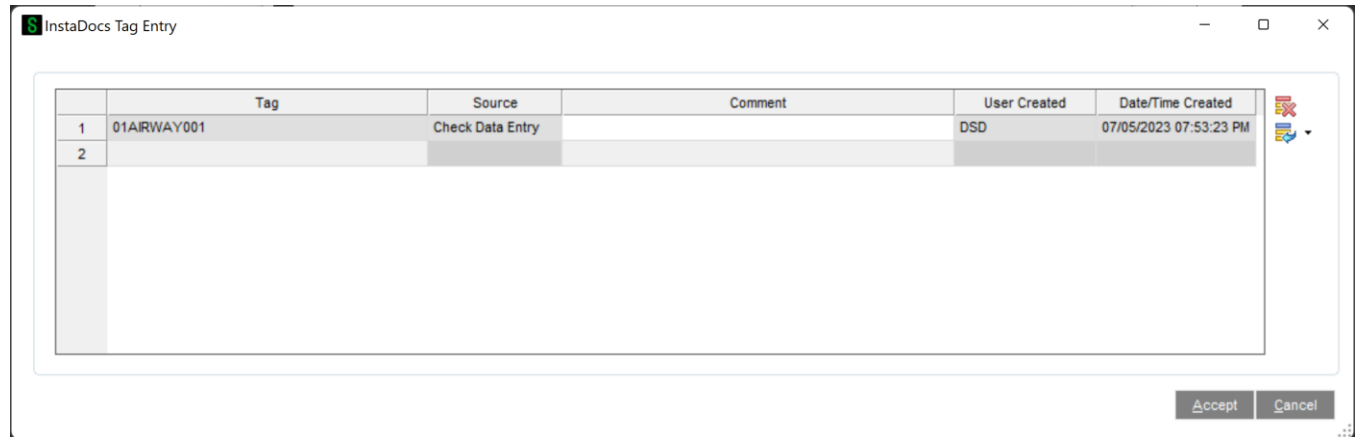 S InstaDocs Tag Entry
Tag Source Comment User Created Date/Time Created
1 01AIRWAY001 Check Data Entry DSD 07/05/2023 07:53:23 PM
2
Accept Cancel